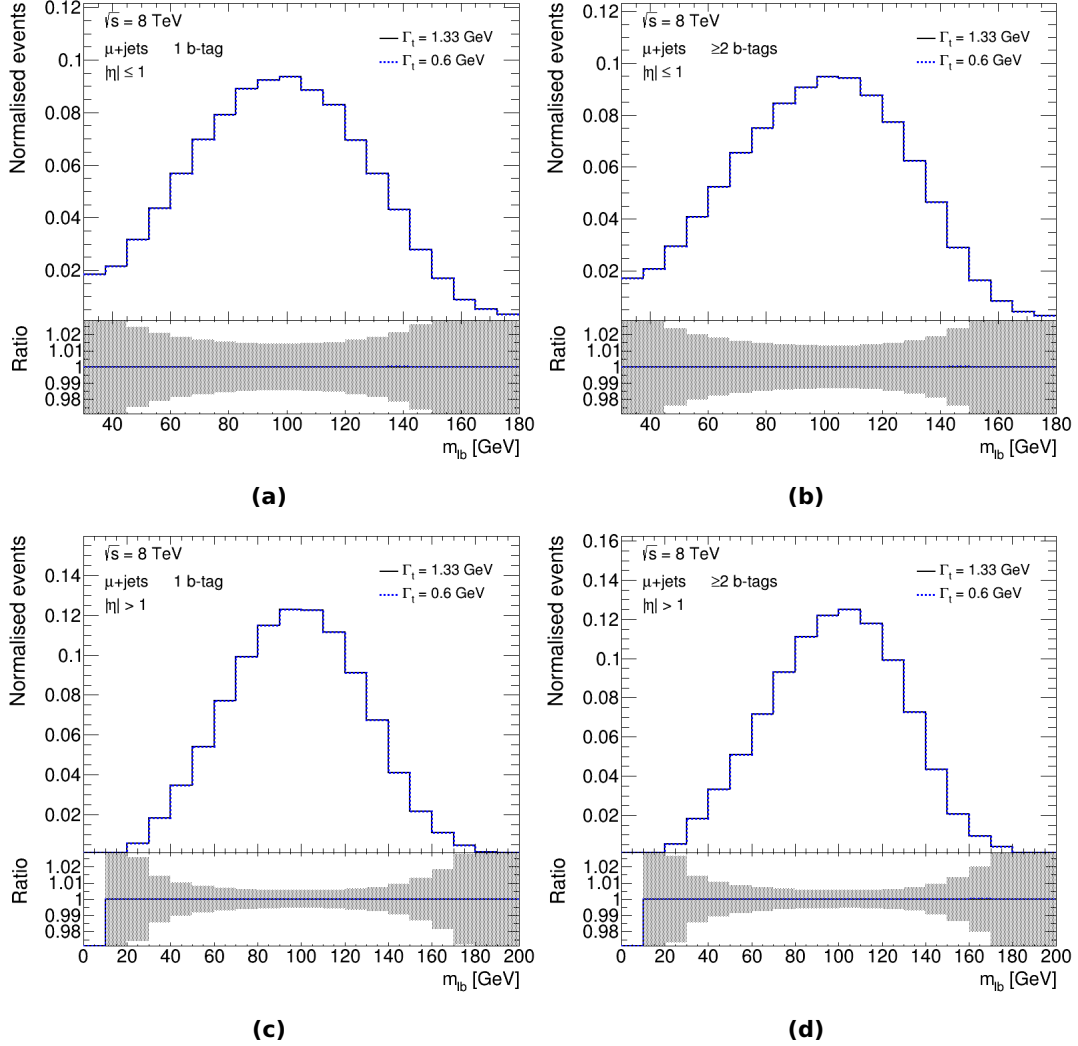 Normalised events
√s = 8 TeV
μ+jets 1 b-tag
|η| ≤ 1
Γt = 1.33 GeV
Γt = 0.6 GeV
0.12
0.1
0.08
0.06
0.04
0.02
Ratio
1.02
1.01
1
0.99
0.98
40 60 80 100 120 140 160 180
mlb [GeV]
(a)
Normalised events
√s = 8 TeV
μ+jets ≥2 b-tags
|η| ≤ 1
Γt = 1.33 GeV
Γt = 0.6 GeV
0.12
0.1
0.08
0.06
0.04
0.02
Ratio
1.02
1.01
1
0.99
0.98
40 60 80 100 120 140 160 180
mlb [GeV]
(b)
Normalised events
√s = 8 TeV
μ+jets 1 b-tag
|η| > 1
Γt = 1.33 GeV
Γt = 0.6 GeV
0.14
0.12
0.1
0.08
0.06
0.04
0.02
Ratio
1.02
1.01
1
0.99
0.98
0 20 40 60 80 100 120 140 160 180 200
mlb [GeV]
(c)
Normalised events
√s = 8 TeV
μ+jets ≥2 b-tags
|η| > 1
Γt = 1.33 GeV
Γt = 0.6 GeV
0.16
0.14
0.12
0.1
0.08
0.06
0.04
0.02
Ratio
1.02
1.01
1
0.99
0.98
0 20 40 60 80 100 120 140 160 180 200
mlb [GeV]
(d)